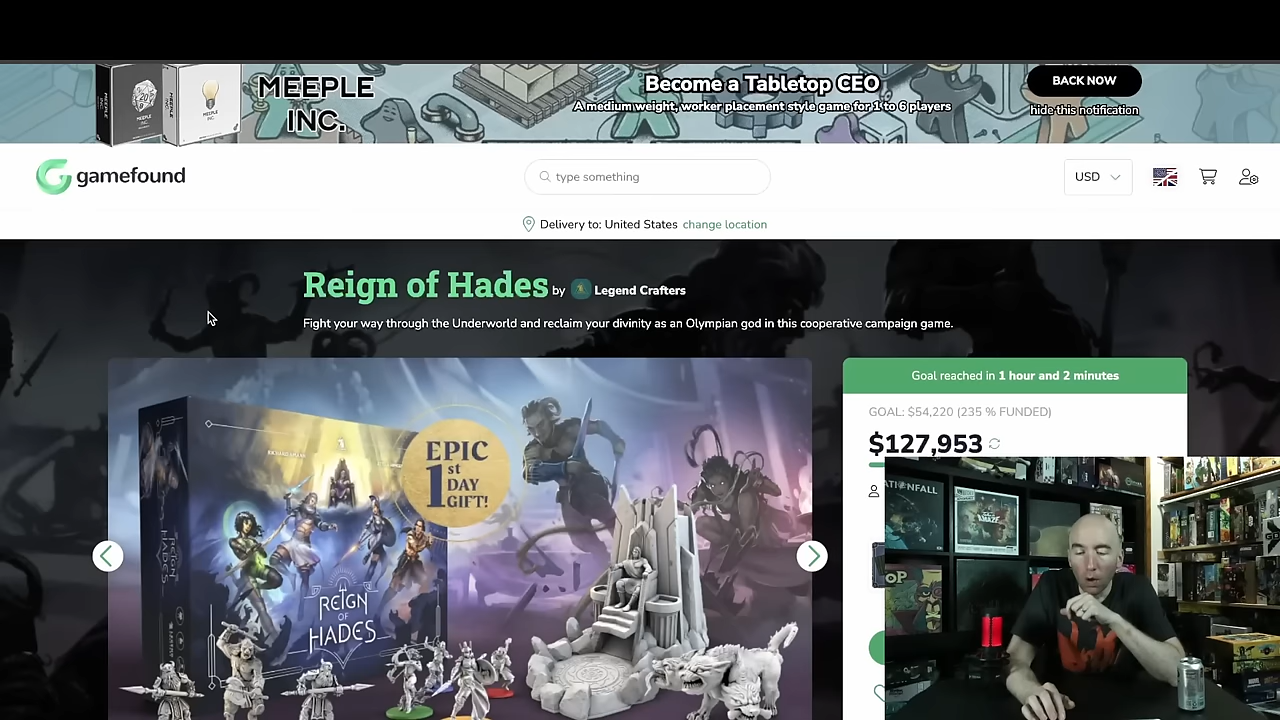 MEEPLE
INC.
Become a Tabletop CEO
A medium weight, worker placement style game for 1 to 6 players
BACK NOW
hide this notification
gamefound
type something
USD
Delivery to: United States change location
Reign of Hades by Legend Crafters
Fight your way through the Underworld and reclaim your divinity as an Olympian god in this cooperative campaign game.
Goal reached in 1 hour and 2 minutes
GOAL: $54,220 (235 % FUNDED)
$127,953
EPIC
1st
DAY
GIFT!
REIGN
OF
HADES
REIGN OF HADES